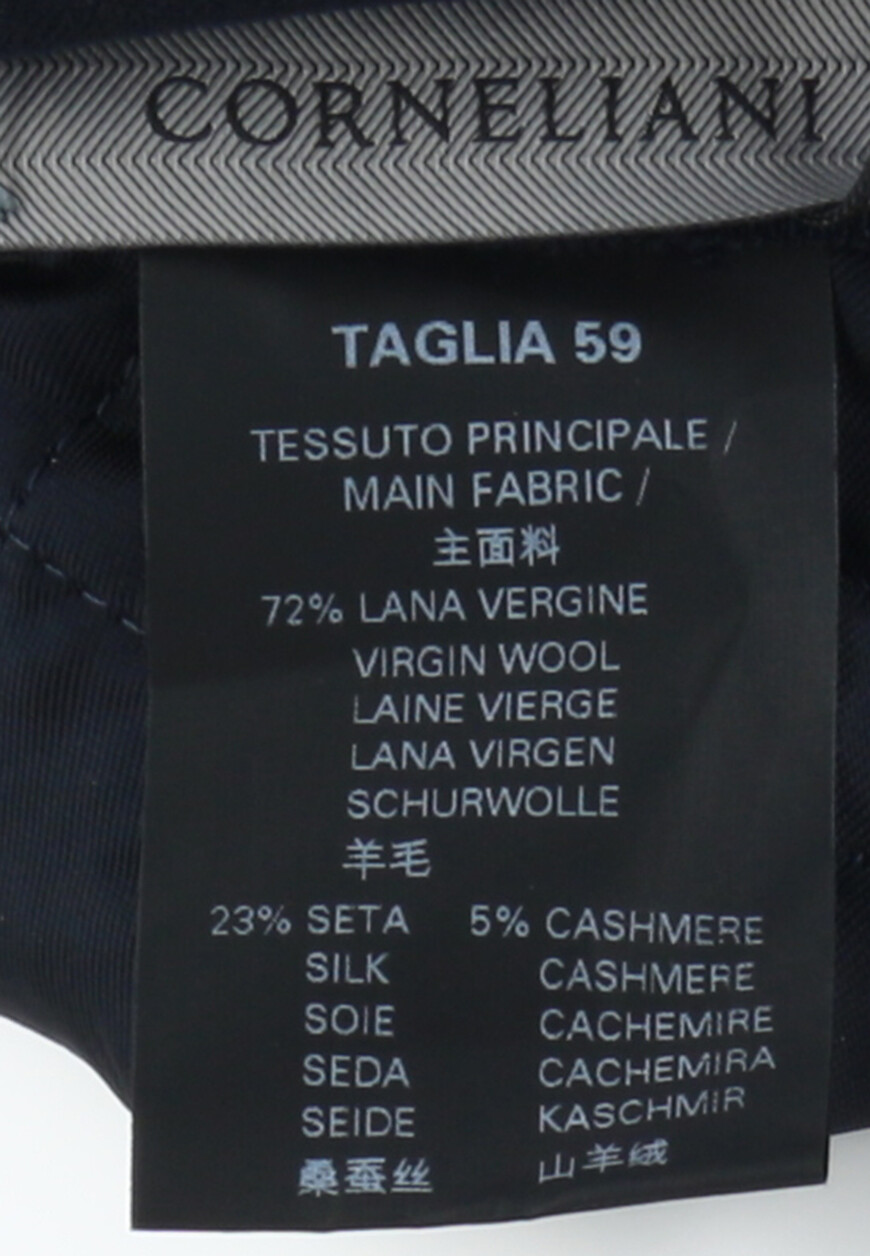 CORNELIANI
TAGLIA 59
TESSUTO PRINCIPALE /
MAIN FABRIC /
主面料
72% LANA VERGINE
VIRGIN WOOL
LAINE VIERGE
LANA VIRGEN
SCHURWOLLE
羊毛
23% SETA 5% CASHMERE
SILK CASHMERE
SOIE CACHEMIRE
SEDA CACHEMIRA
SEIDE KASCHMIR
桑蚕丝 山羊绒